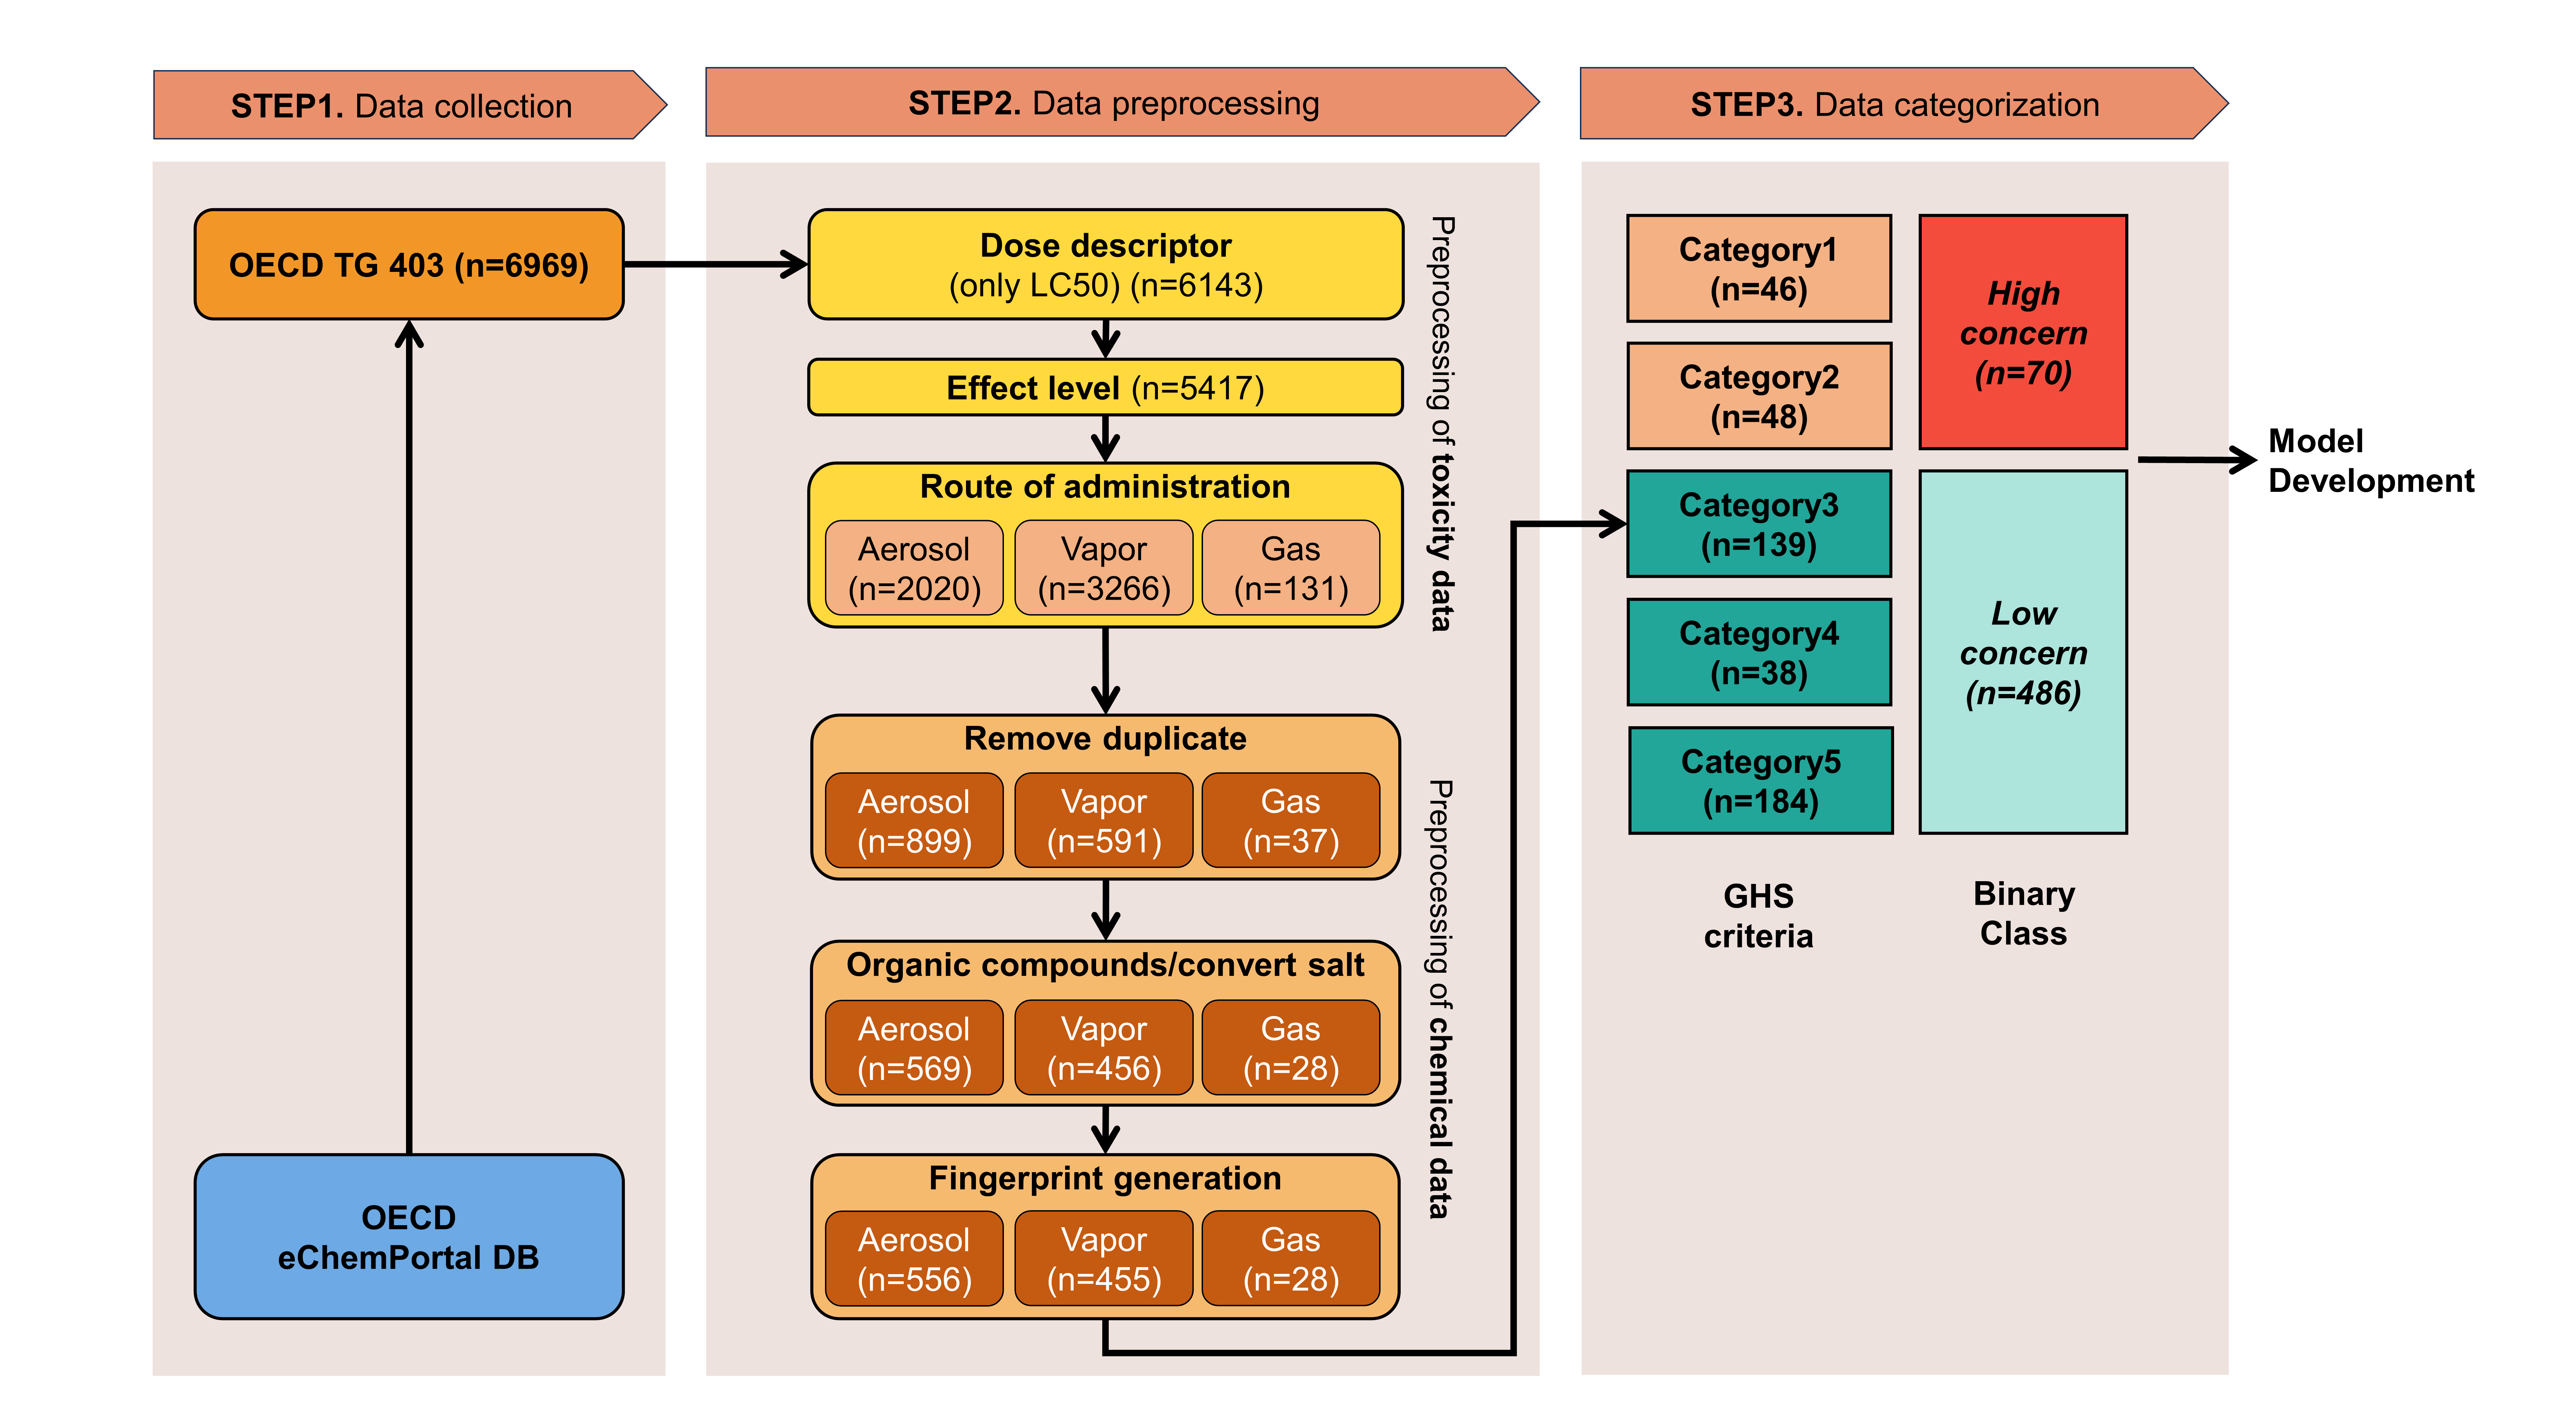 STEP1. Data collection
OECD TG 403 (n=6969)
OECD
eChemPortal DB
STEP2. Data preprocessing
Dose descriptor
(only LC50) (n=6143)
Effect level (n=5417)
Route of administration
Aerosol
(n=2020)
Vapor
(n=3266)
Gas
(n=131)
Preprocessing of toxicity data
Remove duplicate
Aerosol
(n=899)
Vapor
(n=591)
Gas
(n=37)
Organic compounds/convert salt
Aerosol
(n=569)
Vapor
(n=456)
Gas
(n=28)
Fingerprint generation
Aerosol
(n=556)
Vapor
(n=455)
Gas
(n=28)
Preprocessing of chemical data
STEP3. Data categorization
Category1
(n=46)
Category2
(n=48)
Category3
(n=139)
Category4
(n=38)
Category5
(n=184)
GHS
criteria
High
concern
(n=70)
Low
concern
(n=486)
Binary
Class
Model
Development